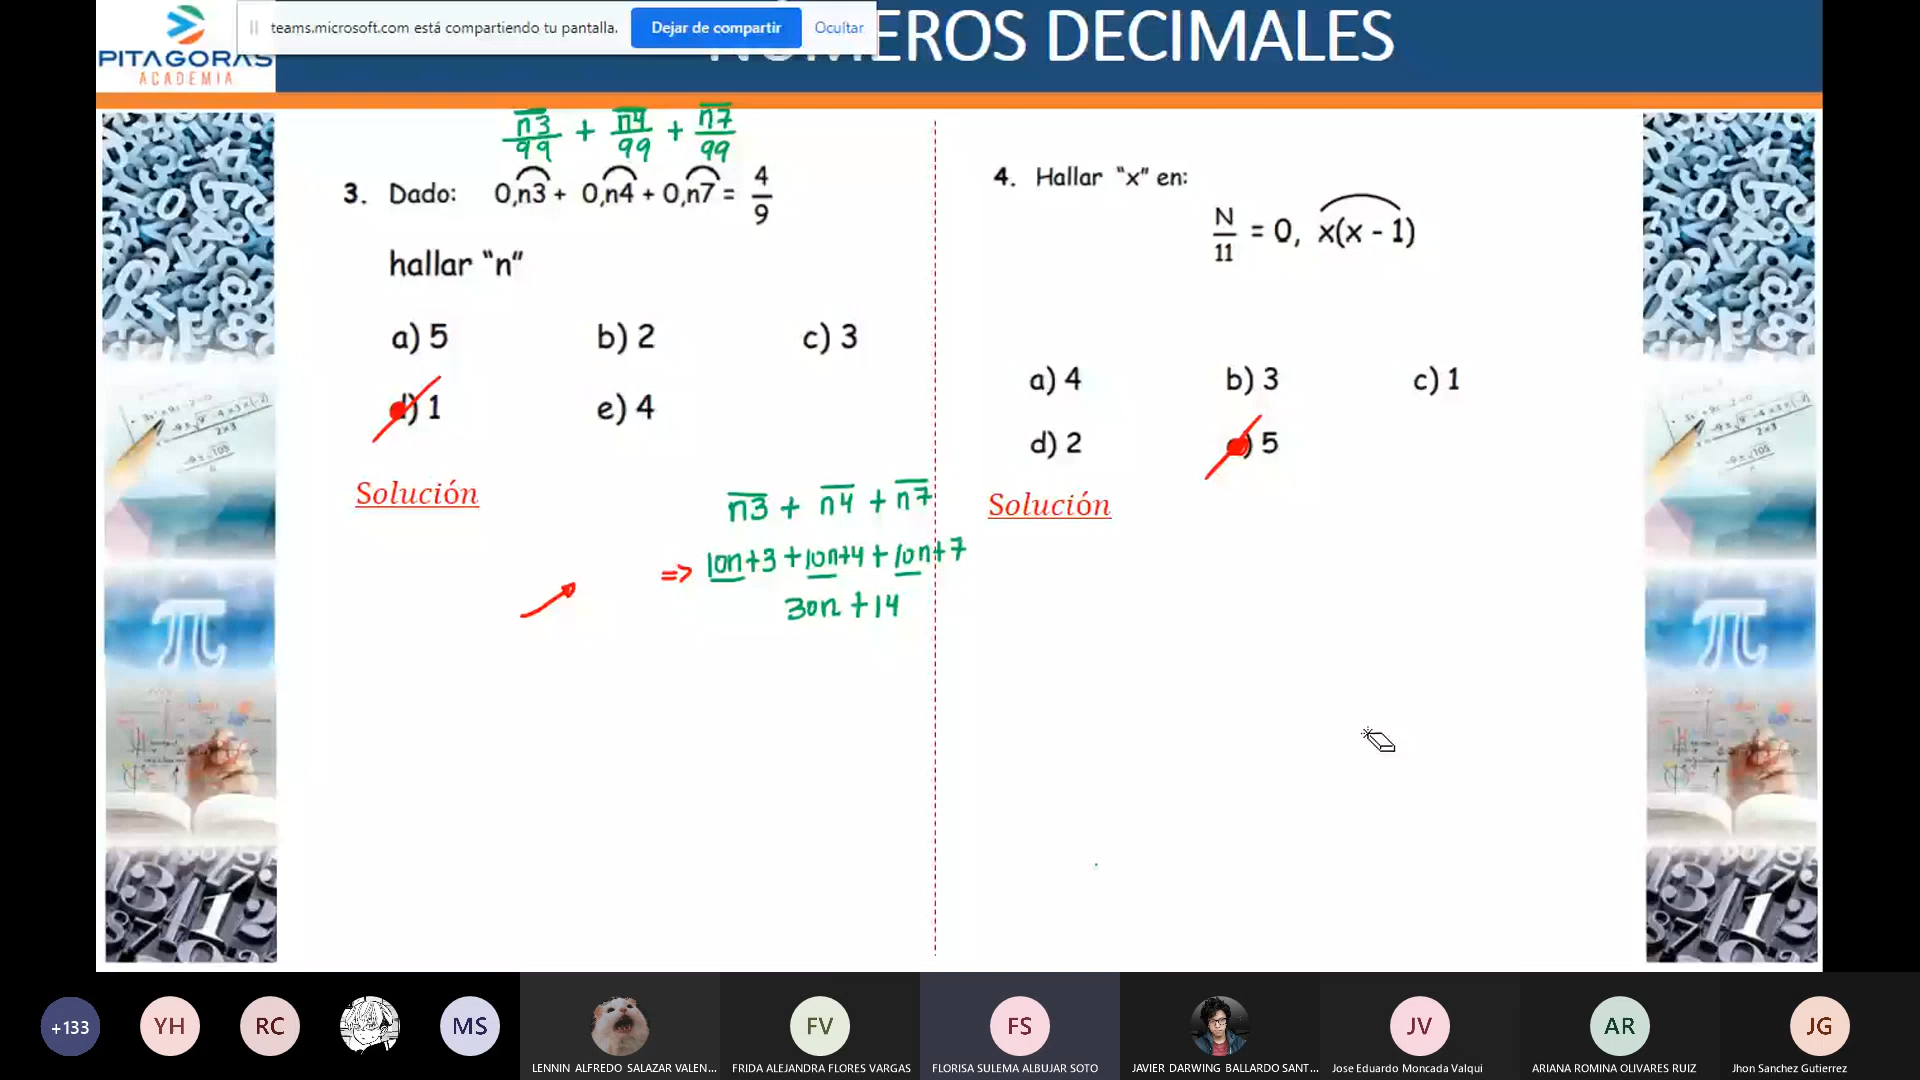 teams.microsoft.com está compartiendo tu pantalla.
Dejar de compartir
Ocultar
NÚMEROS DECIMALES
PITAGORAS
ACADEMIA
n3/99 + n4/99 + n7/99
3. Dado: 0,n3 + 0,n4 + 0,n7 = 4/9
hallar "n"
a) 5 b) 2 c) 3
d) 1 e) 4
Solución
n3 + n4 + n7
=> 10n+3 + 10n+4 + 10n+7
30n + 14
4. Hallar "x" en:
N/11 = 0, x(x - 1)
a) 4 b) 3 c) 1
d) 2 e) 5
Solución
+133
YH
RC
MS
FV
FS
JV
AR
JG
LENNIN ALFREDO SALAZAR VALEN...
FRIDA ALEJANDRA FLORES VARGAS
FLORISA SULEMA ALBUJAR SOTO
JAVIER DARWING BALLARDO SANT...
Jose Eduardo Moncada Valqui
ARIANA ROMINA OLIVARES RUIZ
Jhon Sanchez Gutierrez